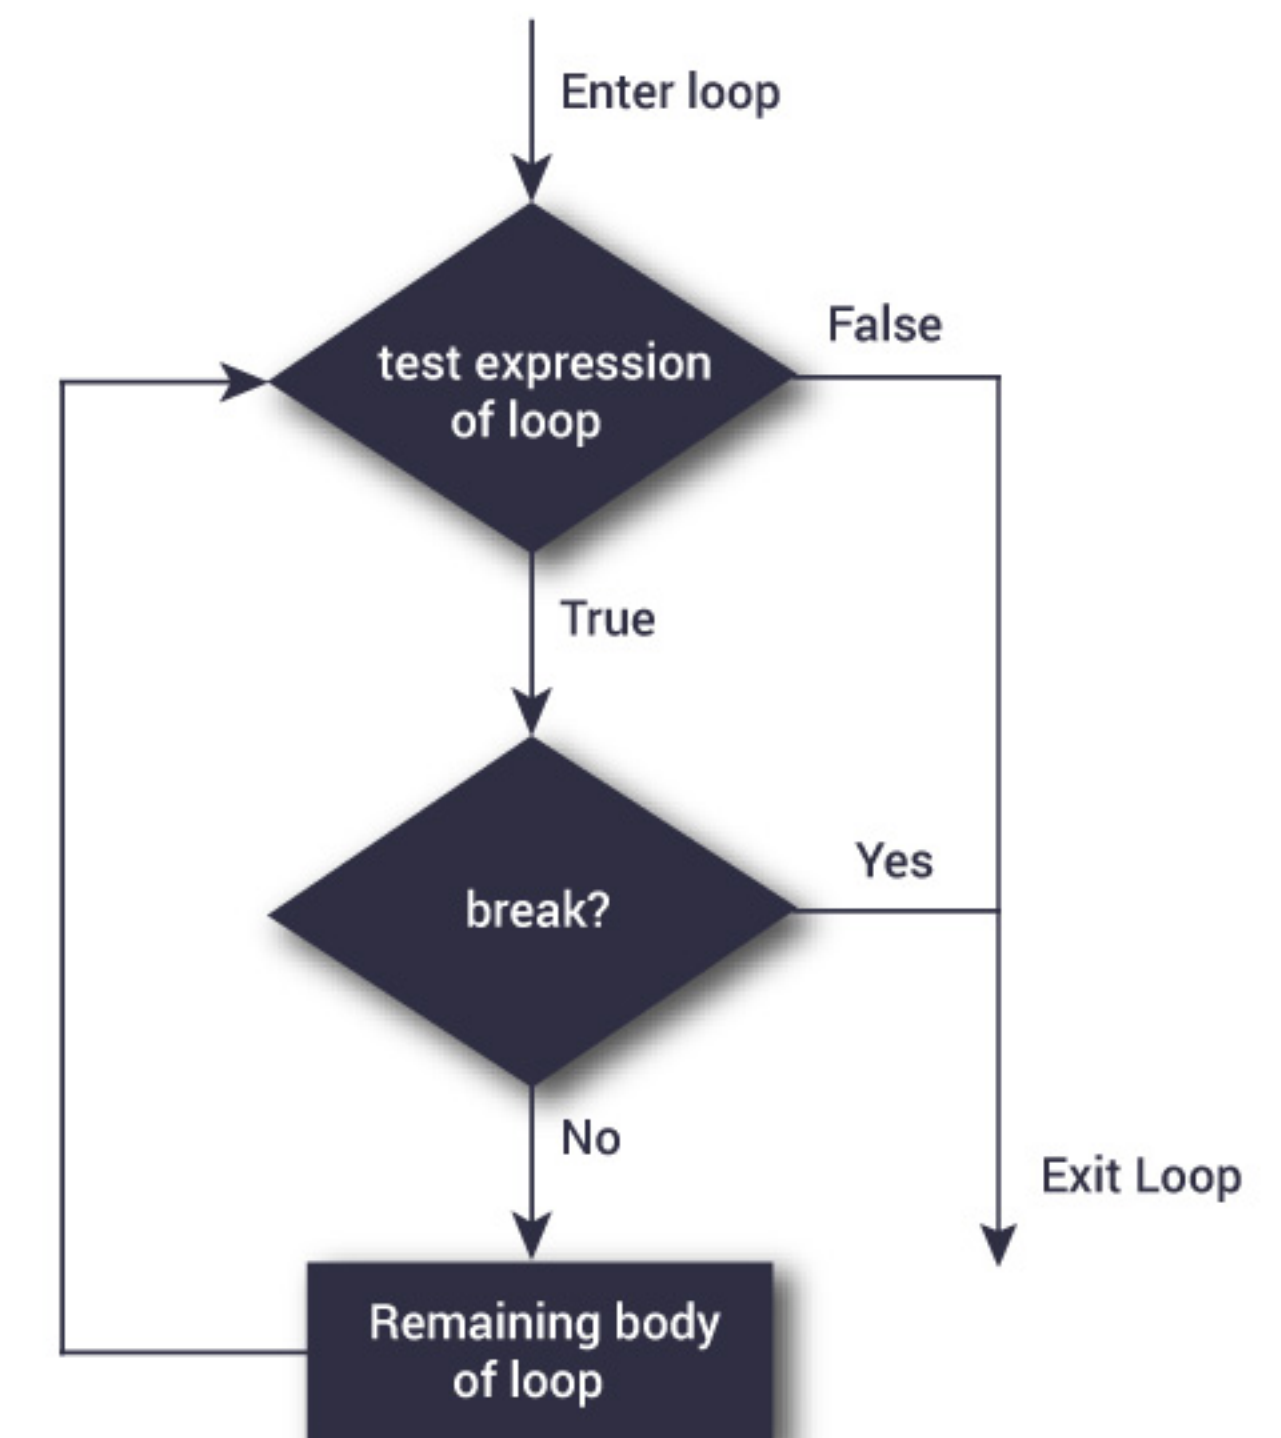 Enter loop
False
test expression
of loop
True
Yes
break?
No
Exit Loop
Remaining body
of loop